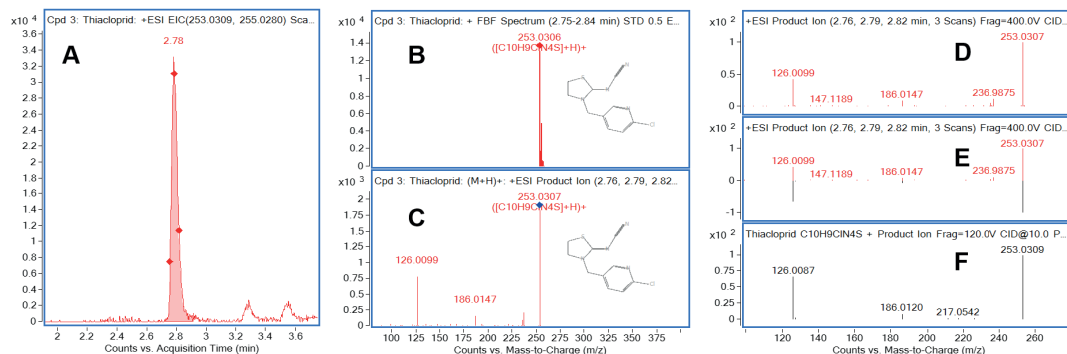 Cpd 3: Thiacloprid: +ESI EIC(253.0309, 255.0280) Sca...
x10 4
3.6
3.4
3.2
3
2.8
2.6
2.4
2.2
2
1.8
1.6
1.4
1.2
1
0.8
0.6
0.4
0.2
0
2.78
A
2 2.2 2.4 2.6 2.8 3 3.2 3.4 3.6
Counts vs. Acquisition Time (min)
Cpd 3: Thiacloprid: + FBF Spectrum (2.75-2.84 min) STD 0.5 E...
x10 4
1.8
1.6
1.4
1.2
1
0.8
0.6
0.4
0.2
0
253.0306
([C10H9ClN4S]+H)+
B
Cpd 3: Thiacloprid: (M+H)+: +ESI Product Ion (2.76, 2.79, 2.82...
x10 3
2
1.75
1.5
1.25
1
0.75
0.5
0.25
0
253.0307
([C10H9ClN4S]+H)+
C
126.0099
186.0147
100 125 150 175 200 225 250 275 300 325 350 375
Counts vs. Mass-to-Charge (m/z)
+ESI Product Ion (2.76, 2.79, 2.82 min, 3 Scans) Frag=400.0V CID...
x10 2
1
0.5
0
D
253.0307
126.0099
147.1189
186.0147
236.9875
+ESI Product Ion (2.76, 2.79, 2.82 min, 3 Scans) Frag=400.0V CID...
x10 2
1
0
-1
E
253.0307
126.0099
147.1189
186.0147
236.9875
Thiacloprid C10H9ClN4S + Product Ion Frag=120.0V CID@10.0 P...
x10 2
1
0.75
0.5
0.25
0
F
253.0309
126.0087
186.0120
217.0542
100 120 140 160 180 200 220 240 260
Counts vs. Mass-to-Charge (m/z)